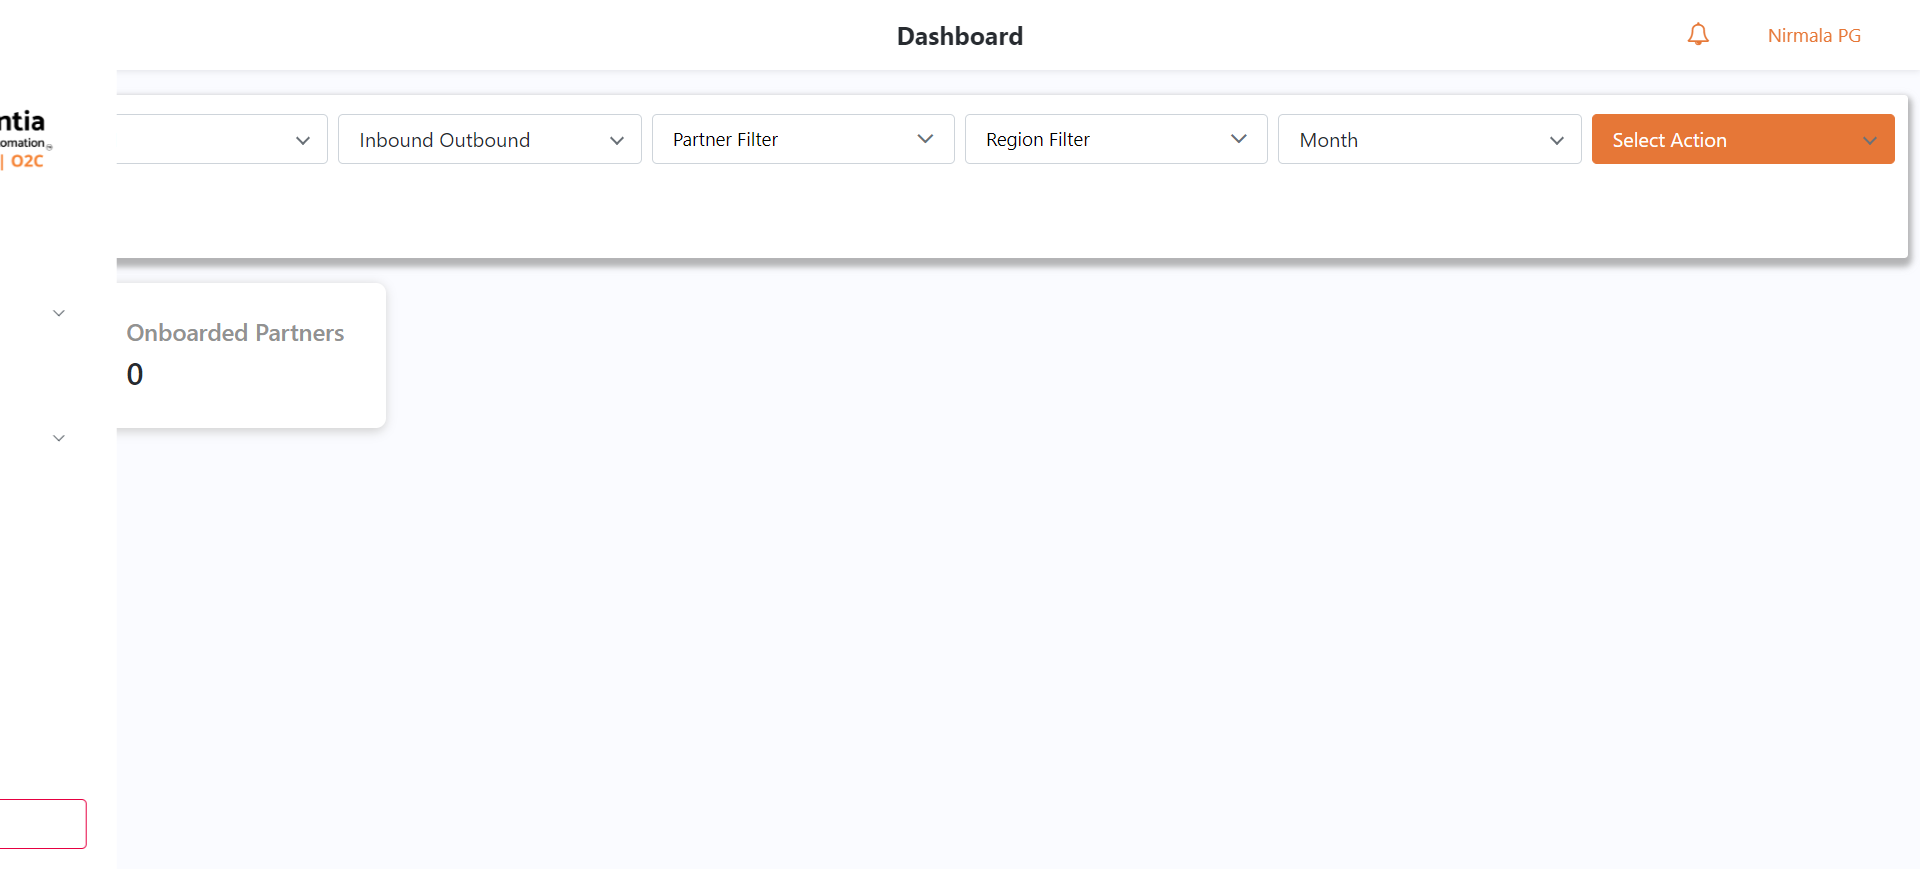 Dashboard
Nirmala PG
ntia
omation
| O2C
Inbound Outbound
Partner Filter
Region Filter
Month
Select Action
Onboarded Partners
0